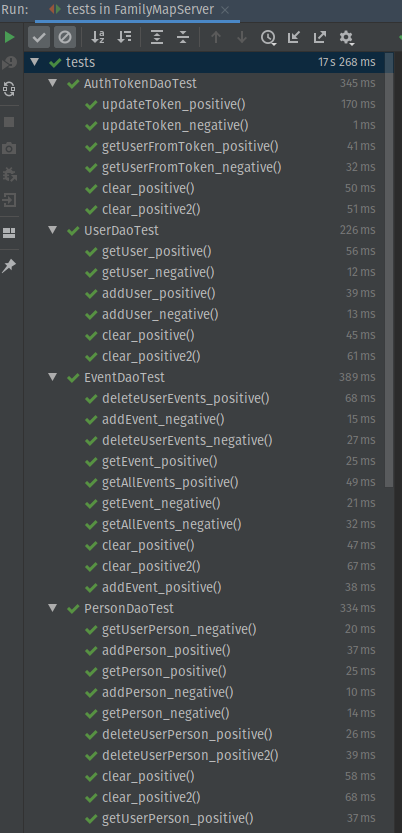 Run: tests in FamilyMapServer ×
tests 17 s 268 ms
AuthTokenDaoTest 345 ms
updateToken_positive() 170 ms
updateToken_negative() 1 ms
getUserFromToken_positive() 41 ms
getUserFromToken_negative() 32 ms
clear_positive() 50 ms
clear_positive2() 51 ms
UserDaoTest 226 ms
getUser_positive() 56 ms
getUser_negative() 12 ms
addUser_positive() 39 ms
addUser_negative() 13 ms
clear_positive() 45 ms
clear_positive2() 61 ms
EventDaoTest 389 ms
deleteUserEvents_positive() 68 ms
addEvent_negative() 15 ms
deleteUserEvents_negative() 27 ms
getEvent_positive() 25 ms
getAllEvents_positive() 49 ms
getEvent_negative() 21 ms
getAllEvents_negative() 32 ms
clear_positive() 47 ms
clear_positive2() 67 ms
addEvent_positive() 38 ms
PersonDaoTest 334 ms
getUserPerson_negative() 20 ms
addPerson_positive() 37 ms
getPerson_positive() 25 ms
addPerson_negative() 10 ms
getPerson_negative() 14 ms
deleteUserPerson_positive() 26 ms
deleteUserPerson_positive2() 39 ms
clear_positive() 58 ms
clear_positive2() 68 ms
getUserPerson_positive() 37 ms